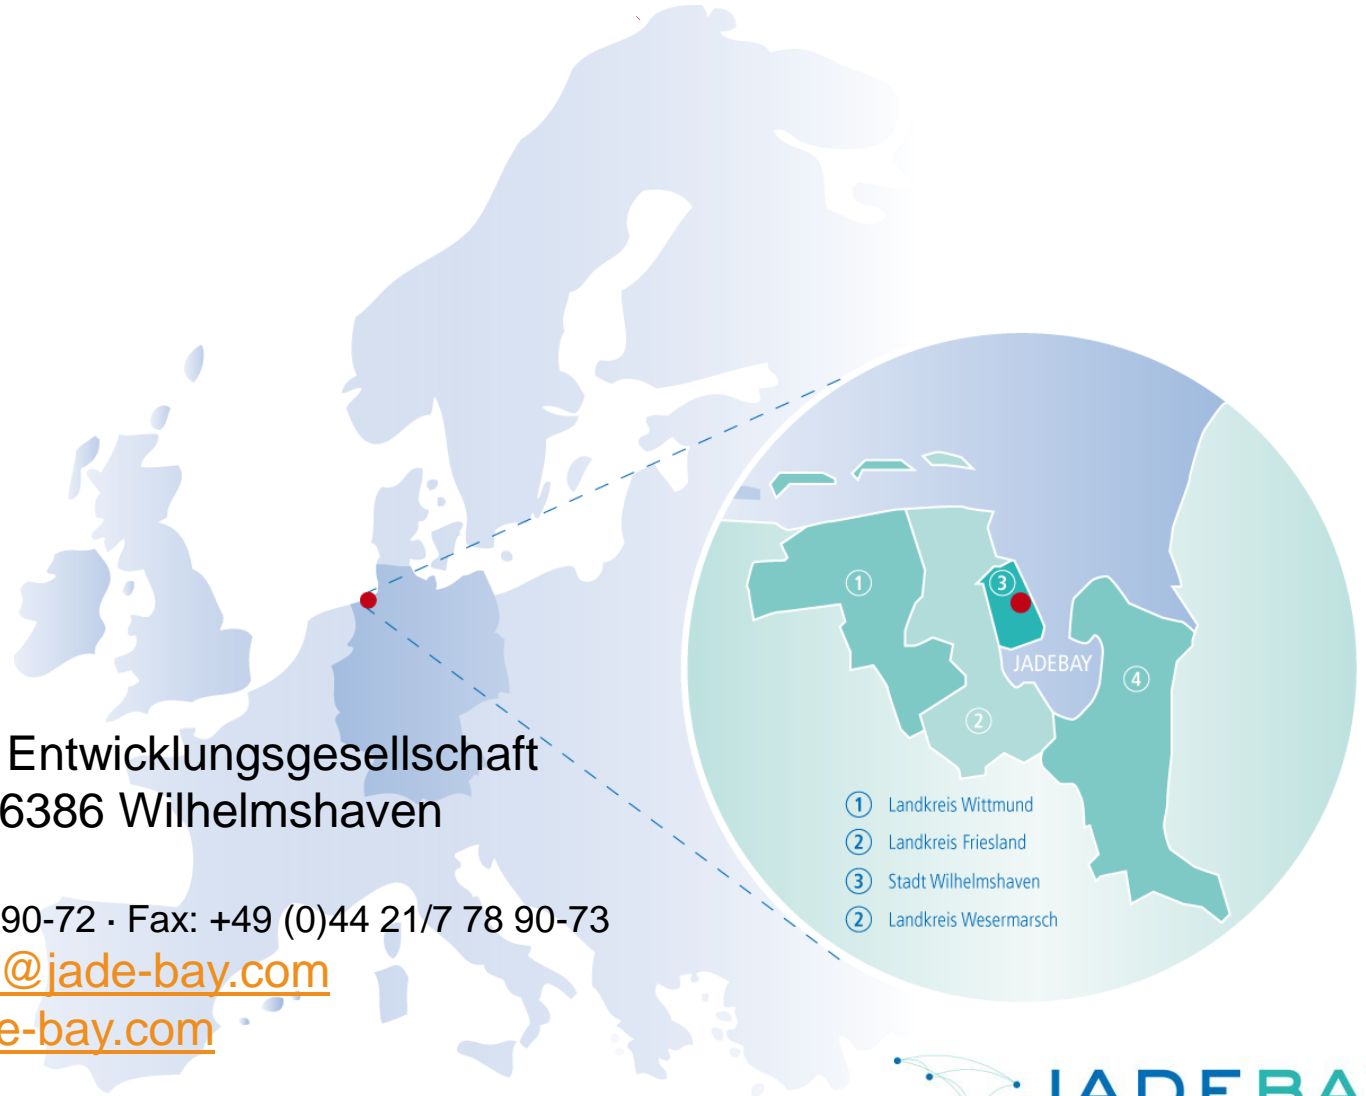 Entwicklungsgesellschaft
6386 Wilhelmshaven
90-72 · Fax: +49 (0)44 21/7 78 90-73
@jade-bay.com
e-bay.com
1
2
3
4
JADEBAY
1 Landkreis Wittmund
2 Landkreis Friesland
3 Stadt Wilhelmshaven
2 Landkreis Wesermarsch
JADEBA